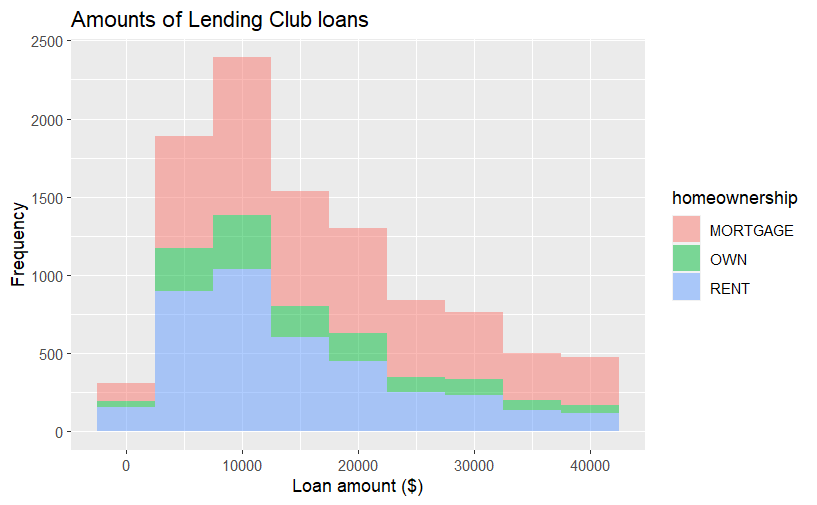 Amounts of Lending Club loans
2500
2000
1500
1000
500
0
Frequency
0 10000 20000 30000 40000
Loan amount ($)
homeownership
MORTGAGE
OWN
RENT